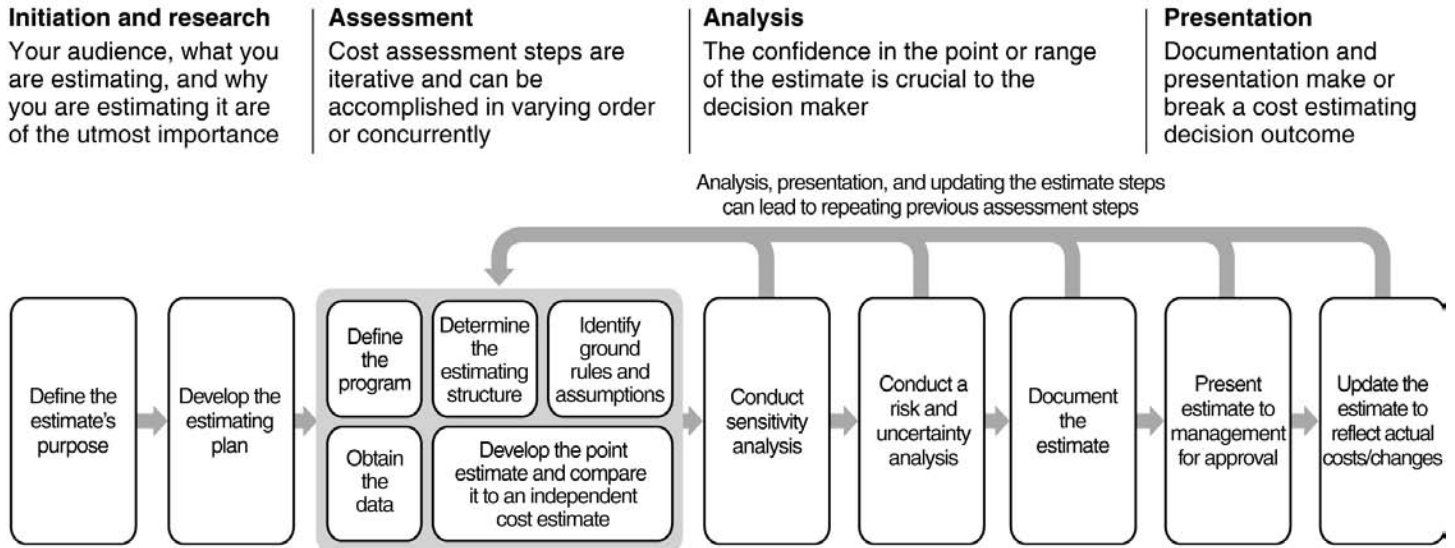 Initiation and research
Your audience, what you
are estimating, and why
you are estimating it are
of the utmost importance
Assessment
Cost assessment steps are
iterative and can be
accomplished in varying order
or concurrently
Analysis
The confidence in the point or range
of the estimate is crucial to the
decision maker
Presentation
Documentation and
presentation make or
break a cost estimating
decision outcome
Analysis, presentation, and updating the estimate steps
can lead to repeating previous assessment steps
Define the
estimate's
purpose
Develop the
estimating
plan
Define
the
program
Determine
the
estimating
structure
Identify
ground
rules and
assumptions
Obtain
the
data
Develop the point
estimate and compare
it to an independent
cost estimate
Conduct
sensitivity
analysis
Conduct a
risk and
uncertainty
analysis
Document
the
estimate
Present
estimate to
management
for approval
Update the
estimate to
reflect actual
costs/changes